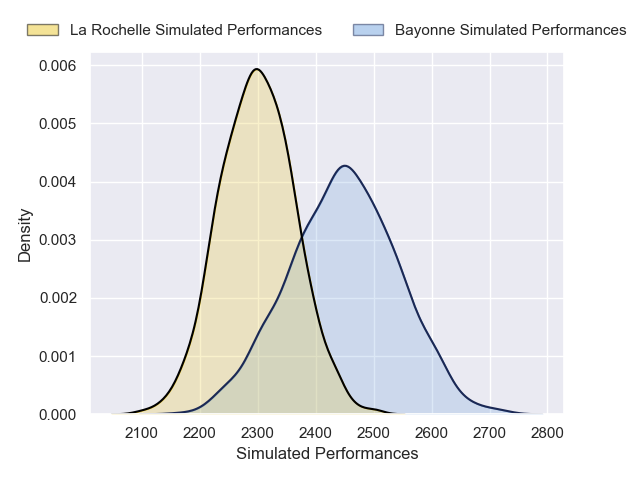 La Rochelle Simulated Performances Bayonne Simulated Performances
0.006
0.005
0.004
0.003
0.002
0.001
0.000
Density
2100 2200 2300 2400 2500 2600 2700 2800
Simulated Performances